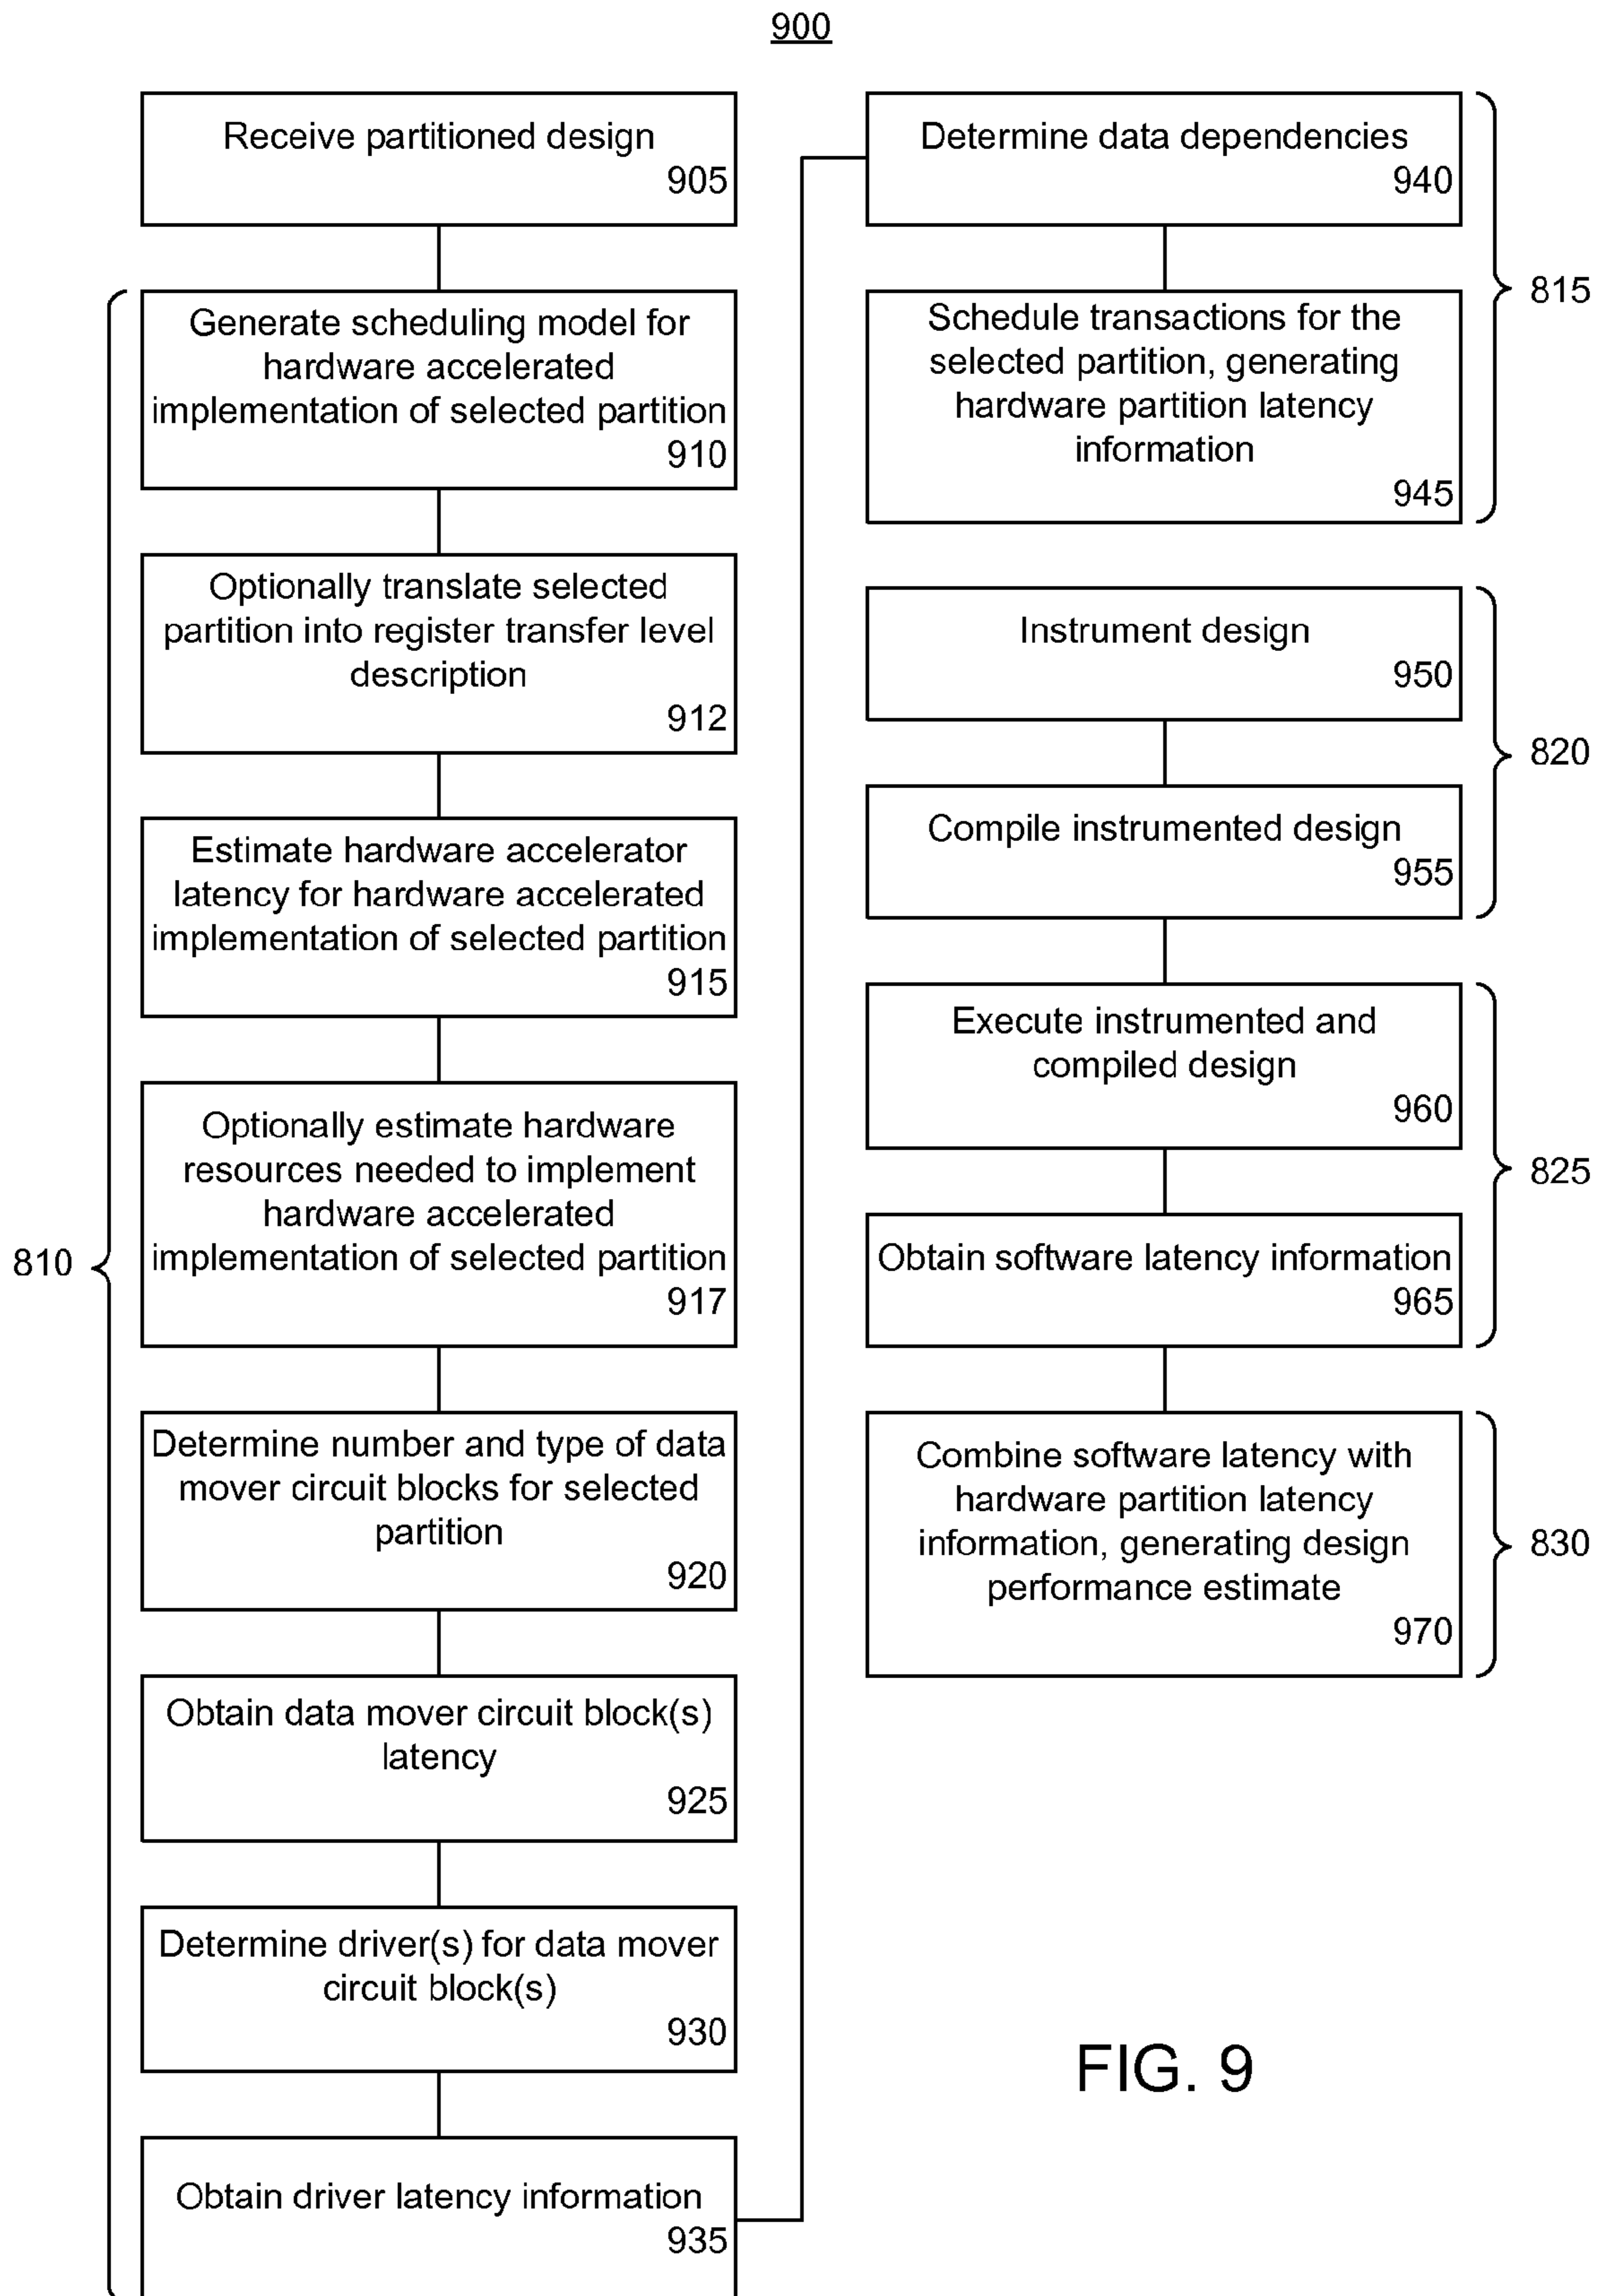 900
Receive partitioned design
905
Generate scheduling model for
hardware accelerated
implementation of selected partition
910
Optionally translate selected
partition into register transfer level
description
912
Estimate hardware accelerator
latency for hardware accelerated
implementation of selected partition
915
Optionally estimate hardware
resources needed to implement
hardware accelerated
implementation of selected partition
917
810
Determine number and type of data
mover circuit blocks for selected
partition
920
Obtain data mover circuit block(s)
latency
925
Determine driver(s) for data mover
circuit block(s)
930
Obtain driver latency information
935
Determine data dependencies
940
Schedule transactions for the
selected partition, generating
hardware partition latency
information
945
815
Instrument design
950
Compile instrumented design
955
820
Execute instrumented and
compiled design
960
Obtain software latency information
965
825
Combine software latency with
hardware partition latency
information, generating design
performance estimate
970
830
FIG. 9